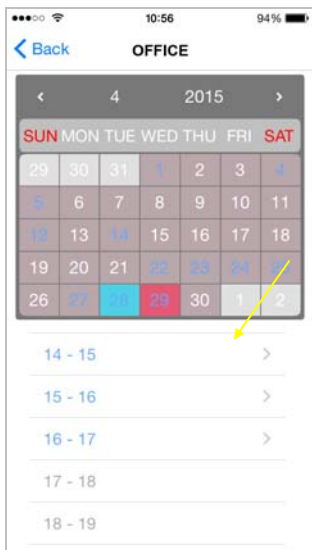 10:56 94%
Back OFFICE
4 2015
SUN MON TUE WED THU FRI SAT
29 30 31 1 2 3 4
5 6 7 8 9 10 11
12 13 14 15 16 17 18
19 20 21 22 23 24 25
26 27 28 29 30 1 2
14 - 15
15 - 16
16 - 17
17 - 18
18 - 19